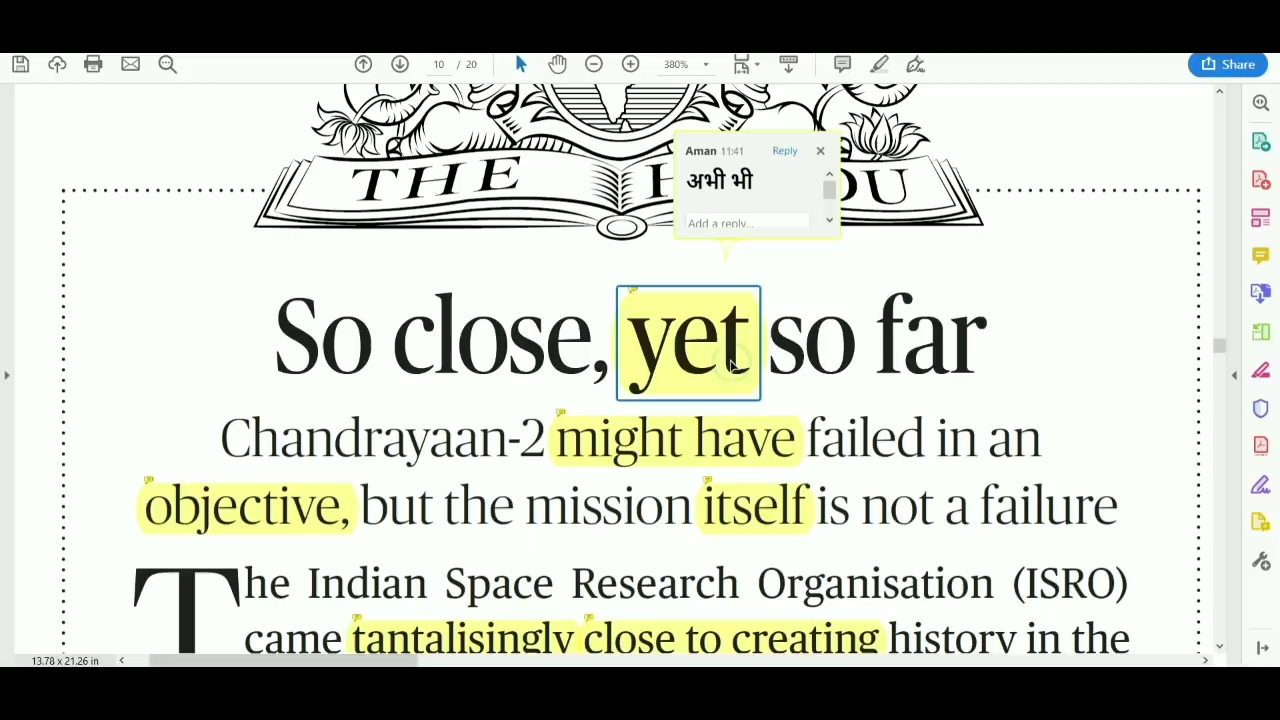 10 / 20
380%
Share
Aman 11:41 Reply
अभी भी
Add a reply...
THE H DU
So close, yet so far
Chandrayaan-2 might have failed in an
objective, but the mission itself is not a failure
The Indian Space Research Organisation (ISRO)
came tantalisingly close to creating history in the
13.78 x 21.26 in